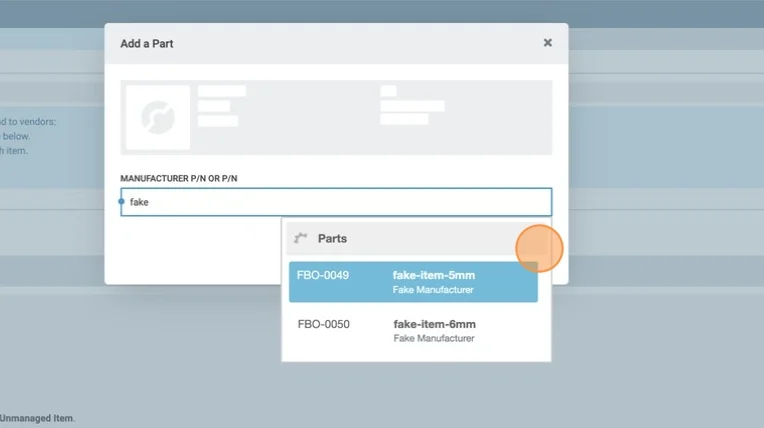 Add a Part
×
nd to vendors:
below.
h item.
MANUFACTURER P/N OR P/N
fake
Parts
FBO-0049 fake-item-5mm
Fake Manufacturer
FBO-0050 fake-item-6mm
Fake Manufacturer
Unmanaged Item.